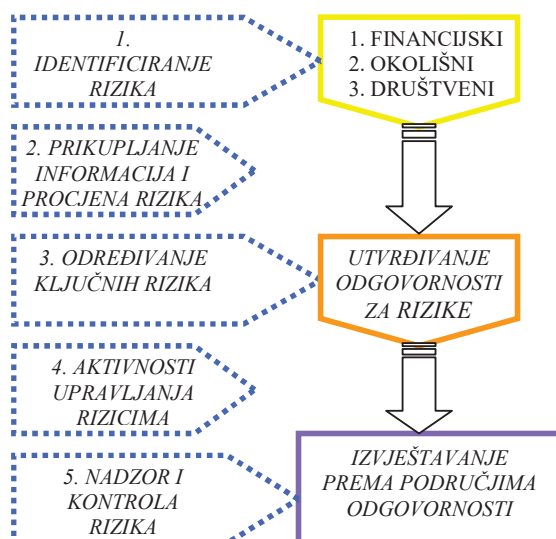 1.
IDENTIFICIRANJE
RIZIKA
1. FINANCIJSKI
2. OKOLIŠNI
3. DRUŠTVENI
2. PRIKUPLJANJE
INFORMACIJA I
PROCJENA RIZIKA
3. ODREĐIVANJE
KLJUČNIH RIZIKA
UTVRĐIVANJE
ODGOVORNOSTI
ZA RIZIKE
4. AKTIVNOSTI
UPRAVLJANJA
RIZICIMA
5. NADZOR I
KONTROLA
RIZIKA
IZVJEŠTAVANJE
PREMA PODRUČJIMA
ODGOVORNOSTI